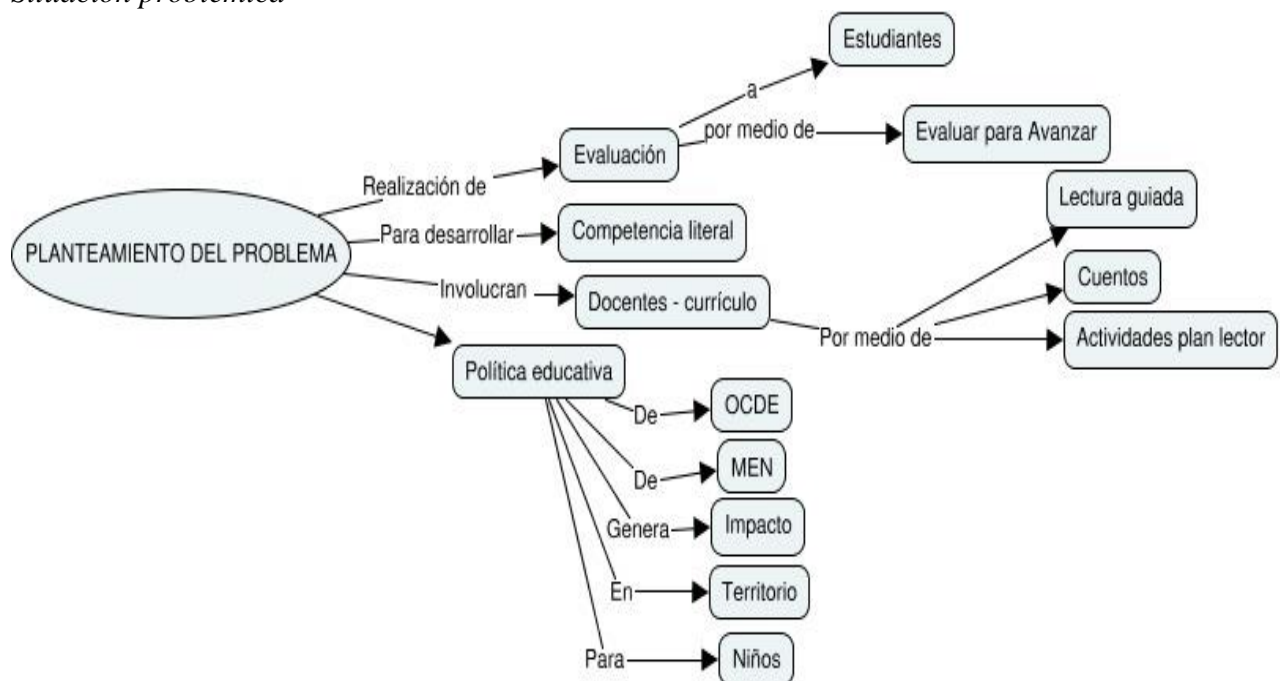 Situación problémica
Estudiantes
a
por medio de
Evaluar para Avanzar
Evaluación
Realización de
Lectura guiada
Para desarrollar
Competencia literal
PLANTEAMIENTO DEL PROBLEMA
Cuentos
Involucran
Docentes - currículo
Por medio de
Actividades plan lector
Política educativa
De
OCDE
De
MEN
Genera
Impacto
En
Territorio
Para
Niños